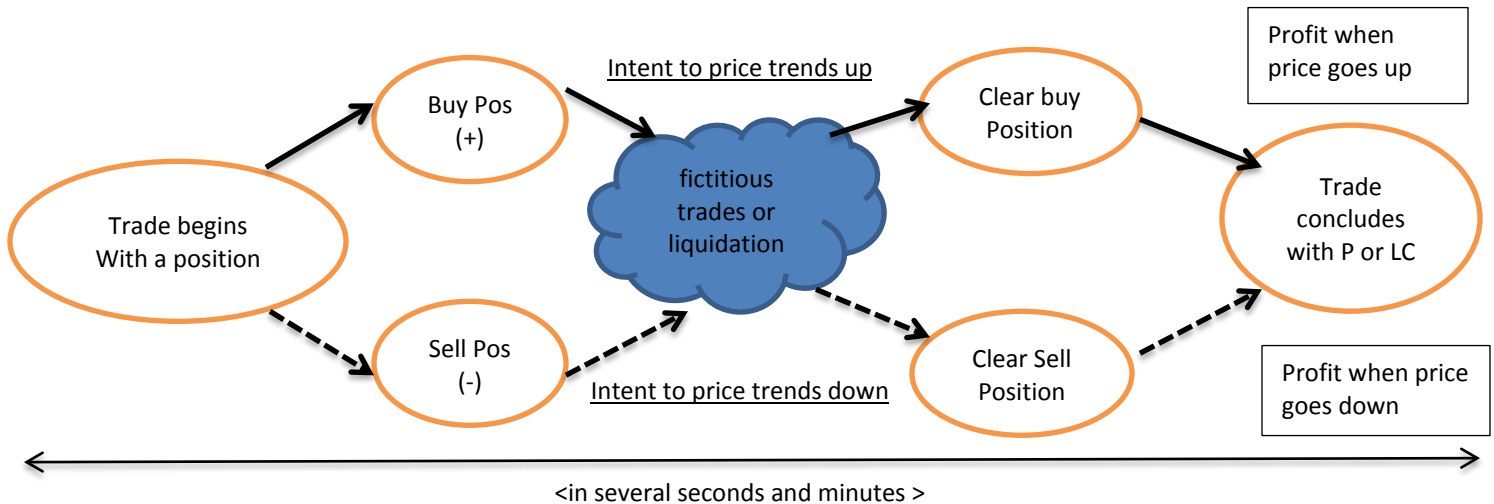 Profit when
price goes up
Intent to price trends up
Buy Pos
(+)
Clear buy
Position
fictitious
trades or
liquidation
Trade begins
With a position
Trade
concludes
with P or LC
Sell Pos
(-)
Clear Sell
Position
Intent to price trends down
Profit when price
goes down
<in several seconds and minutes >